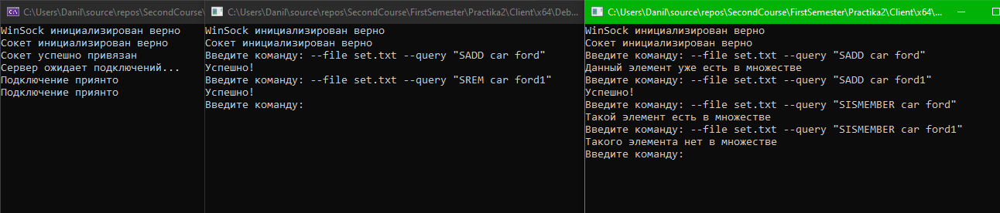 C:\Users\Danil\source\repos\SecondCourse
WinSock инициализирован верно
Сокет инициализирован верно
Сокет успешно привязан
Сервер ожидает подключений...
Подключение приянто
Подключение приянто
C:\Users\Danil\source\repos\SecondCourse\FirstSemester\Practika2\Client\x64\Deb...
WinSock инициализирован верно
Сокет инициализирован верно
Введите команду: --file set.txt --query "SADD car ford"
Успешно!
Введите команду: --file set.txt --query "SREM car ford1"
Успешно!
Введите команду:
C:\Users\Danil\source\repos\SecondCourse\FirstSemester\Practika2\Client\x64\...
WinSock инициализирован верно
Сокет инициализирован верно
Введите команду: --file set.txt --query "SADD car ford"
Данный элемент уже есть в множестве
Введите команду: --file set.txt --query "SADD car ford1"
Успешно!
Введите команду: --file set.txt --query "SISMEMBER car ford"
Такой элемент есть в множестве
Введите команду: --file set.txt --query "SISMEMBER car ford1"
Такого элемента нет в множестве
Введите команду: